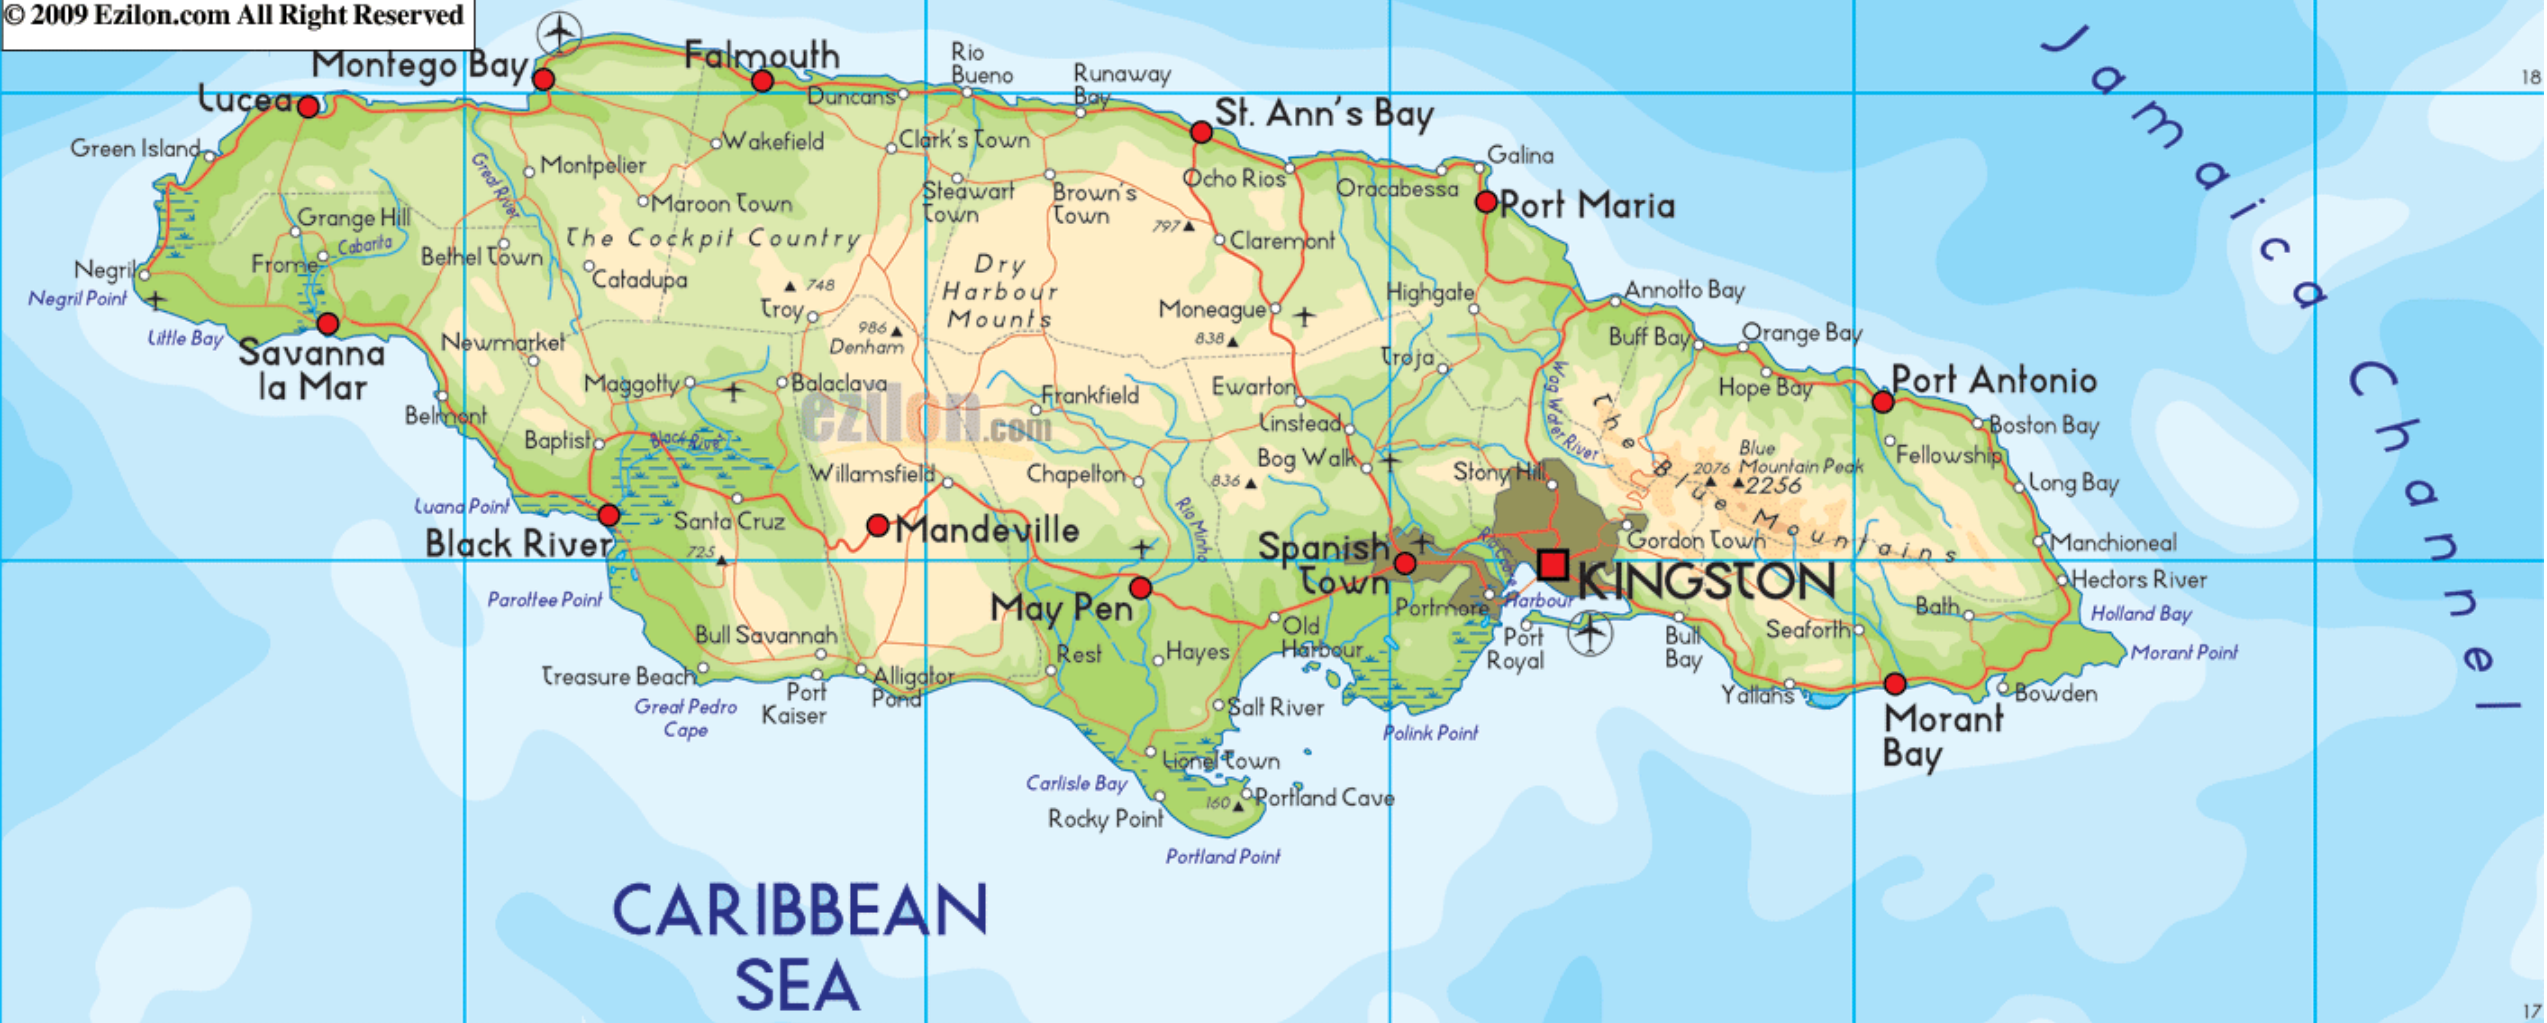 © 2009 Ezilon.com All Right Reserved
Montego Bay
Falmouth
Rio
Bueno
Runaway
Bay
18
Lucea
Duncans
St. Ann's Bay
Green Island
Wakefield
Clark's Town
Galina
Montpelier
Great River
Ocho Rios
Oracabessa
Steawart
Town
Brown's
Town
Maroon Town
Port Maria
Grange Hill
797
Cabarita
The Cockpit Country
Claremont
Bethel Town
Frome
Negril
Catadupa
Dry
Harbour
Mounts
748
Negril Point
Highgate
Annotto Bay
Troy
Moneague
986
Denham
Little Bay
Savanna
la Mar
Newmarket
838
Buff Bay
Orange Bay
Troja
Maggotty
Balaclava
Ewarton
Hope Bay
Port Antonio
Frankfield
ezilon.com
Wag Water River
Belmont
Linstead
Boston Bay
Baptist
Black River
Fellowship
Bog Walk
The Blue Mountains
Blue
Mountain Peak
2076
2256
Willamsfield
Chapelton
836
Stony Hill
Long Bay
Luana Point
Rio Minho
Santa Cruz
Mandeville
Black River
725
Spanish
Town
Rio Cobre
Gordon Town
Manchioneal
KINGSTON
Hectors River
Parottee Point
May Pen
Portmore
Harbour
Bath
Holland Bay
Bull Savannah
Old
Harbour
Port
Royal
Bull
Bay
Seaforth
Rest
Hayes
Morant Point
Treasure Beach
Alligator
Pond
Port
Kaiser
Great Pedro
Cape
Salt River
Yallahs
Bowden
Polink Point
Morant
Bay
Lionel Town
Carlisle Bay
160
Portland Cave
Rocky Point
Portland Point
Jamaica Channel
CARIBBEAN
SEA
17